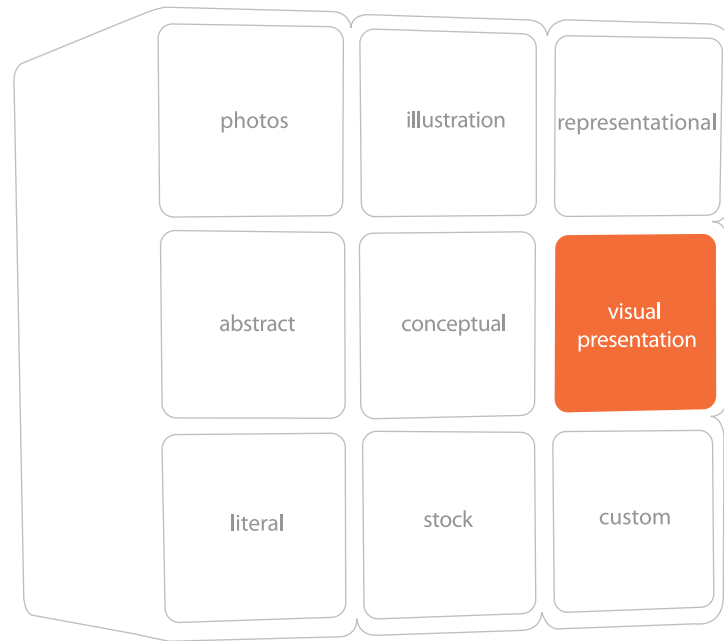 photos
illustration
representational
abstract
conceptual
visual
presentation
literal
stock
custom